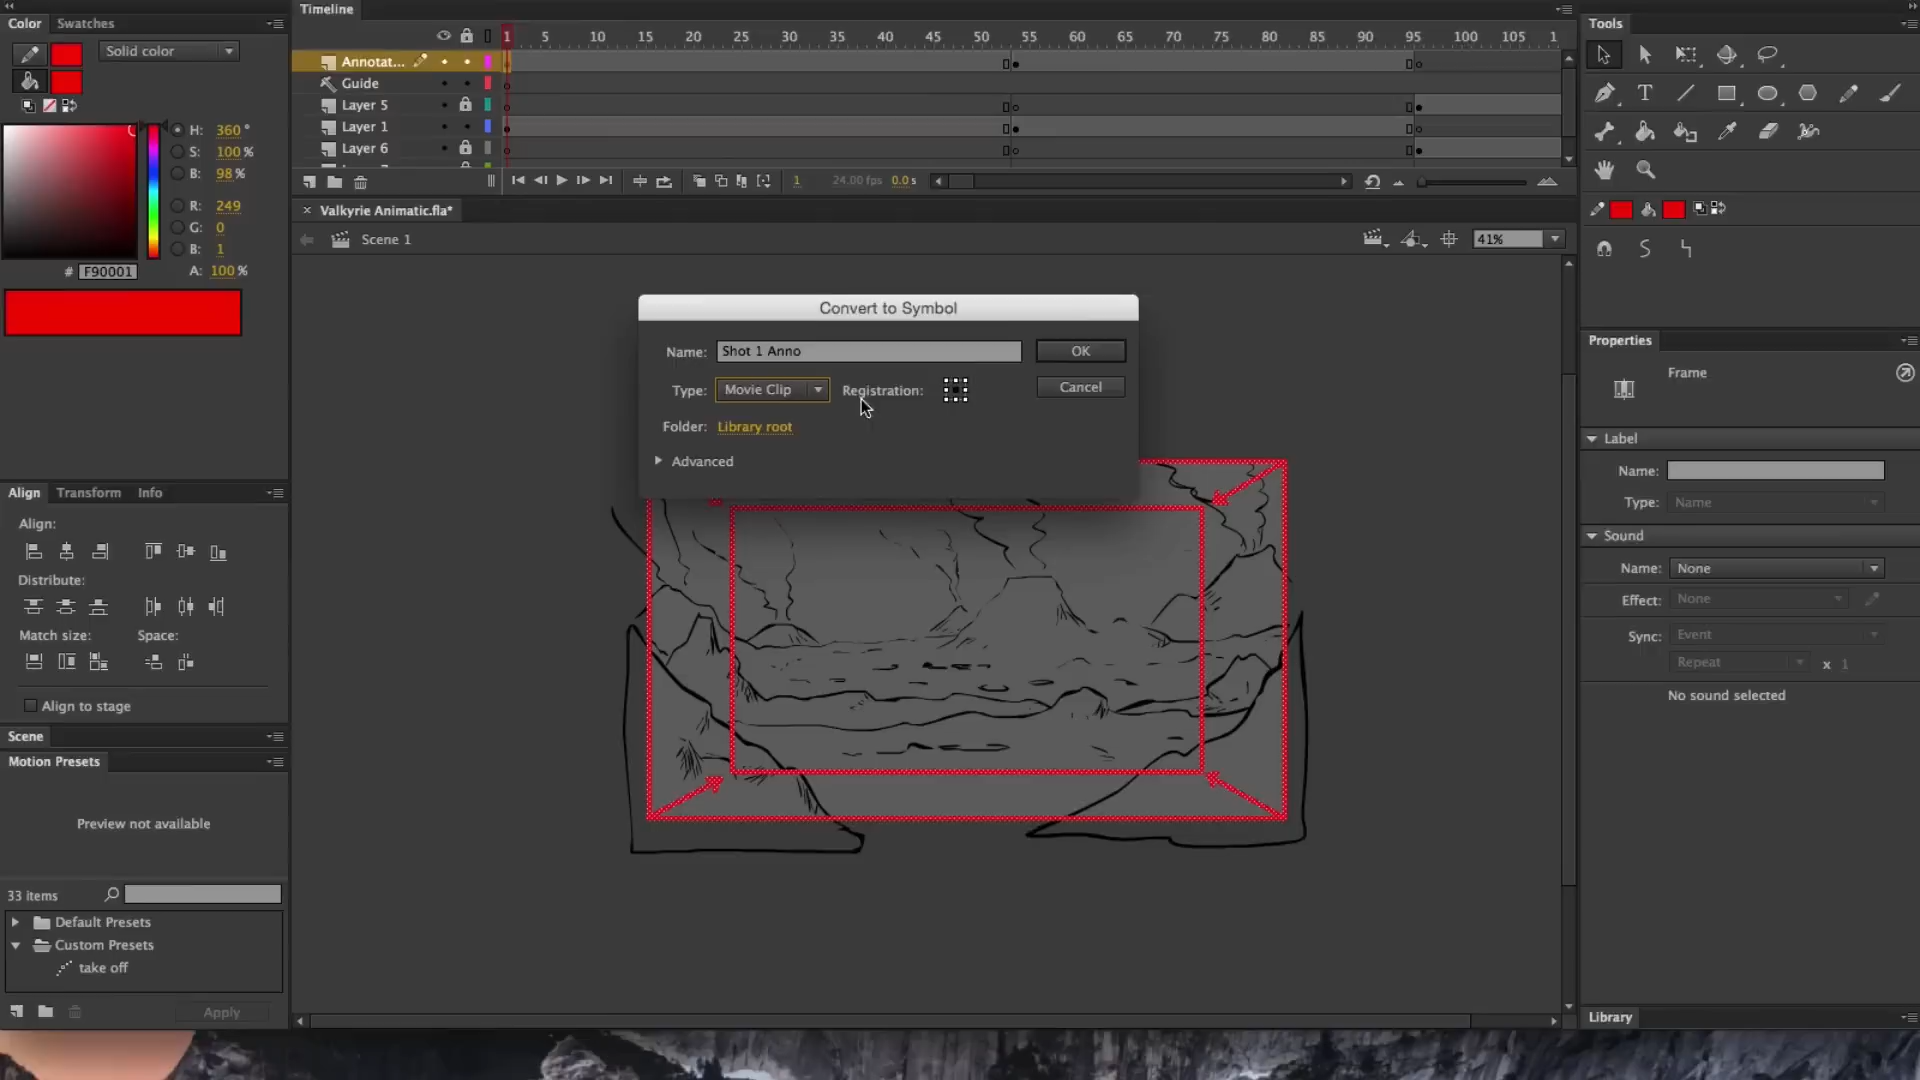 Color Swatches
Solid color
H: 360 °
S: 100 %
B: 98 %
R: 249
G: 0
B: 1
# F90001
A: 100 %
Align Transform Info
Align:
Distribute:
Match size: Space:
Align to stage
Scene
Motion Presets
Preview not available
33 items
Default Presets
Custom Presets
take off
Apply
Timeline
1 5 10 15 20 25 30 35 40 45 50 55 60 65 70 75 80 85 90 95 100 105 1
Annotat...
Guide
Layer 5
Layer 1
Layer 6
1 24.00 fps 0.0 s
× Valkyrie Animatic.fla*
Scene 1
41%
Convert to Symbol
Name: Shot 1 Anno
OK
Type: Movie Clip Registration:
Cancel
Folder: Library root
Advanced
Tools
Properties
Frame
Label
Name:
Type: Name
Sound
Name: None
Effect: None
Sync: Event
Repeat x 1
No sound selected
Library